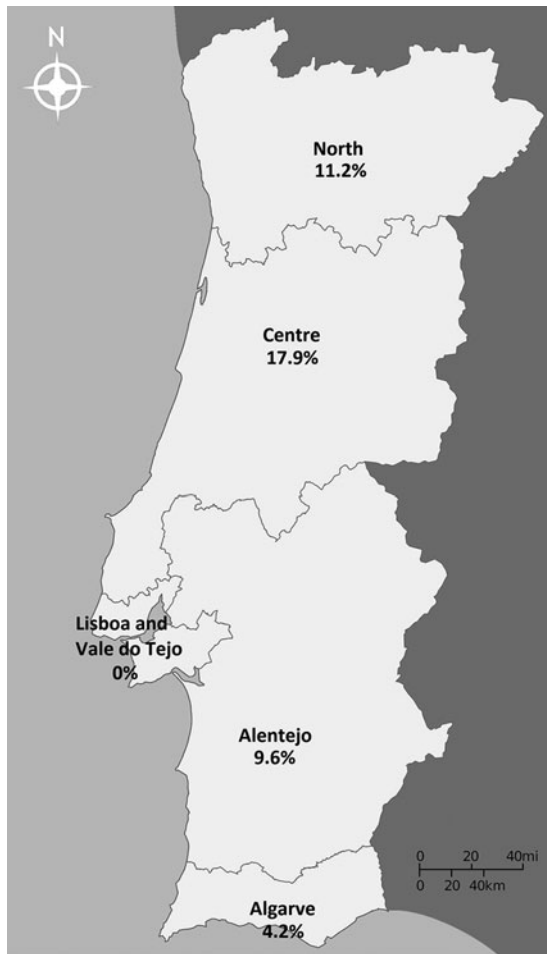 N
North
11.2%
Centre
17.9%
Lisboa and
Vale do Tejo
0%
Alentejo
9.6%
0 20 40mi
0 20 40km
Algarve
4.2%